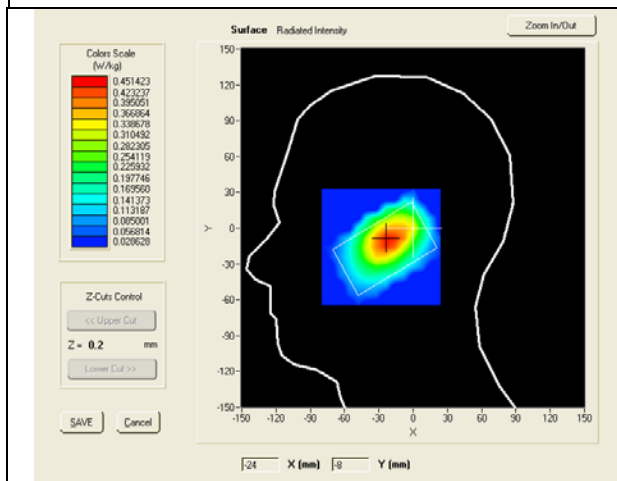 Surface Radiated Intensity
Zoom In/Out
Colors Scale
(W/kg)
0.451423
0.423237
0.395051
0.366864
0.338678
0.310492
0.282305
0.254119
0.225932
0.197746
0.169560
0.141373
0.113187
0.085001
0.056814
0.028628
Z-Cuts Control
<< Upper Cut
Z = 0.2 mm
Lower Cut >>
SAVE Cancel
150
120
90
60
30
0
-30
-60
-90
-120
-150
Y
-150 -120 -90 -60 -30 0 30 60 90 120 150
X
-24 X (mm) -8 Y (mm)